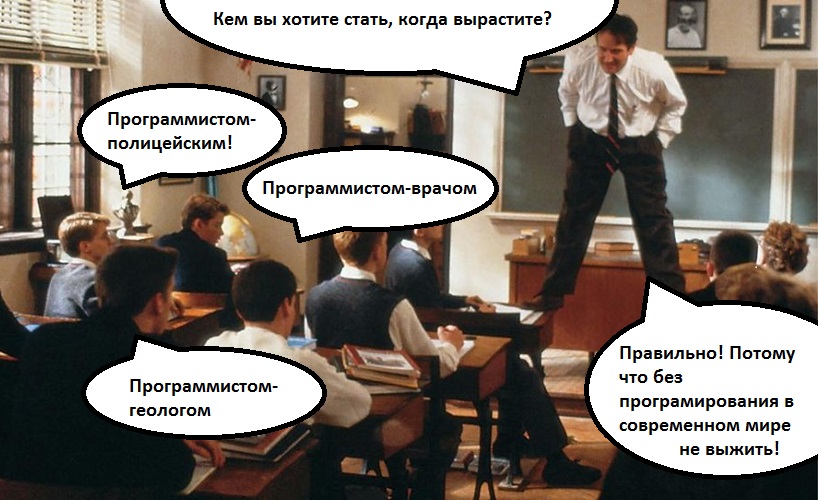 Кем вы хотите стать, когда вырастите?
Программистом-
полицейским!
Программистом-врачом
Программистом-
геологом
Правильно! Потому
что без
програмирования в
современном мире
не выжить!